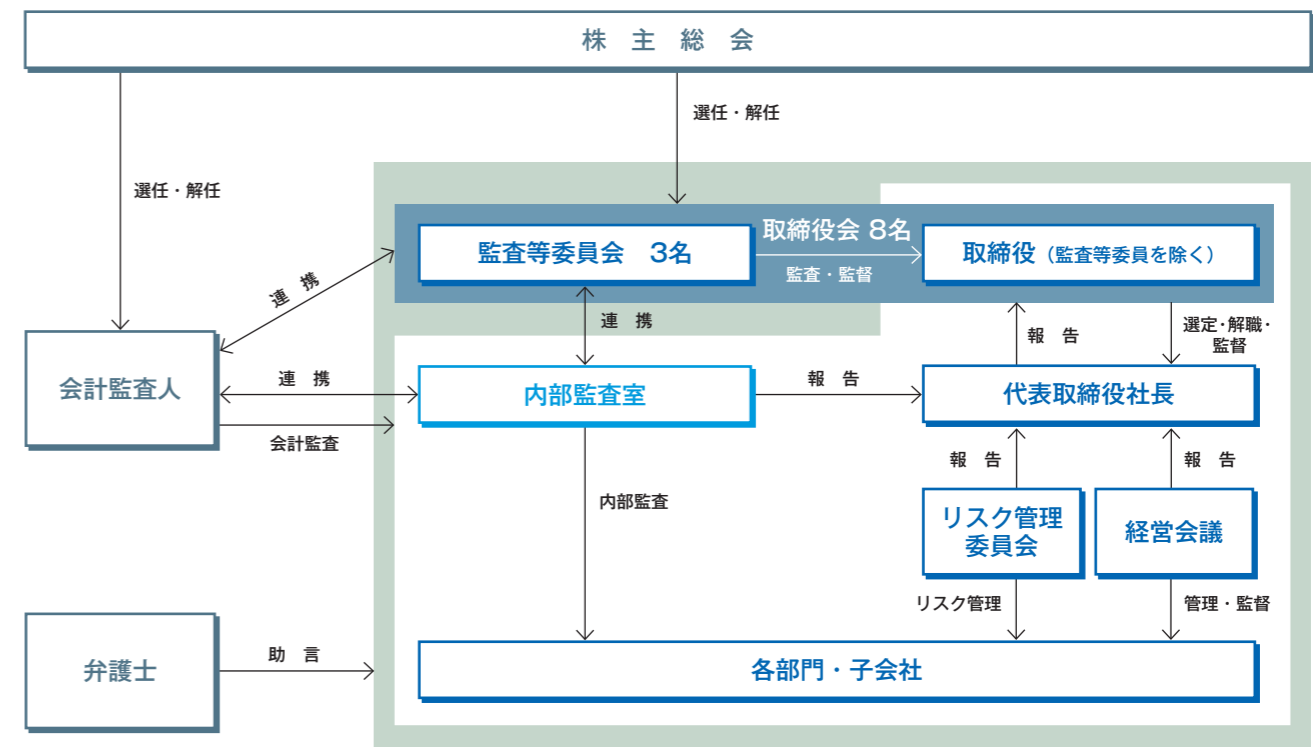 株 主 総 会
選任・解任
選任・解任
取締役会 8名
監査等委員会 3名
監査・監督
取締役（監査等委員を除く）
連 携
連 携
報 告
選定・解職・
監督
会計監査人
連 携
内部監査室
報 告
代表取締役社長
会計監査
報 告
報 告
内部監査
リスク管理
委員会
経営会議
リスク管理
管理・監督
弁護士
助 言
各部門・子会社